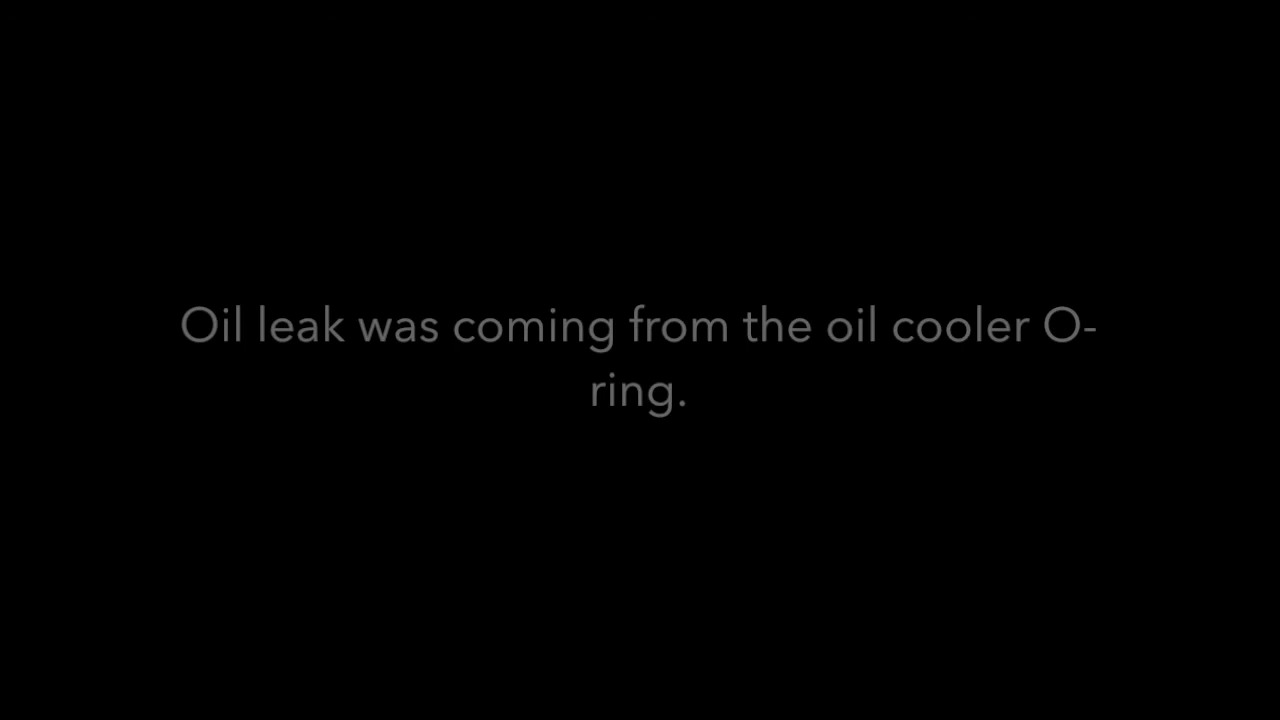 Oil leak was coming from the oil cooler O-
ring.